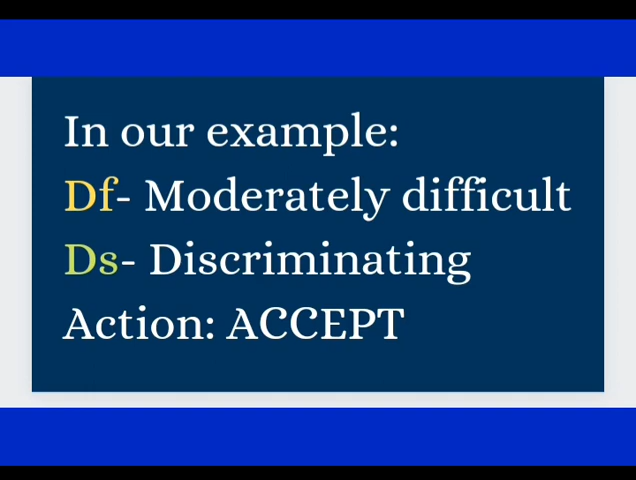 In our example:
Df- Moderately difficult
Ds- Discriminating
Action: ACCEPT